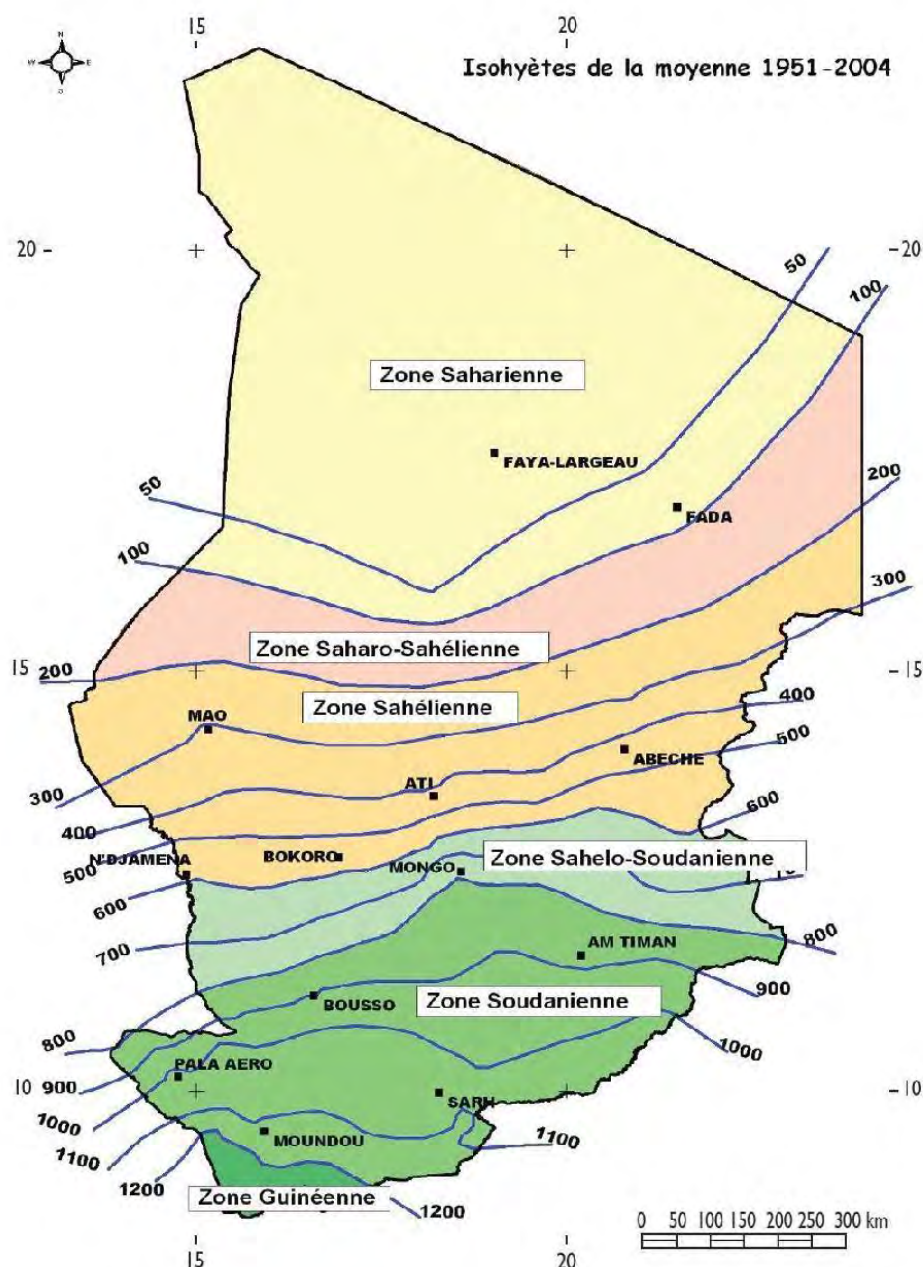 15
20
N
W
E
O
Isohyètes de la moyenne 1951-2004
20
20
50
100
Zone Saharienne
FAYA-LARGEAU
50
200
FADA
100
300
Zone Saharo-Sahélienne
15
200
15
Zone Sahélienne
400
MAO
500
ABECHE
ATI
300
600
400
N'DJAMENA
BOKORO
Zone Sahelo-Soudanienne
500
MONGO
600
AM TIMAN
800
700
BOUSSO
Zone Soudanienne
900
800
1000
PALA AERO
10
900
SARH
10
1000
1100
MOUNDOU
1100
1200
Zone Guinéenne
1200
0 50 100 150 200 300 km
15
20